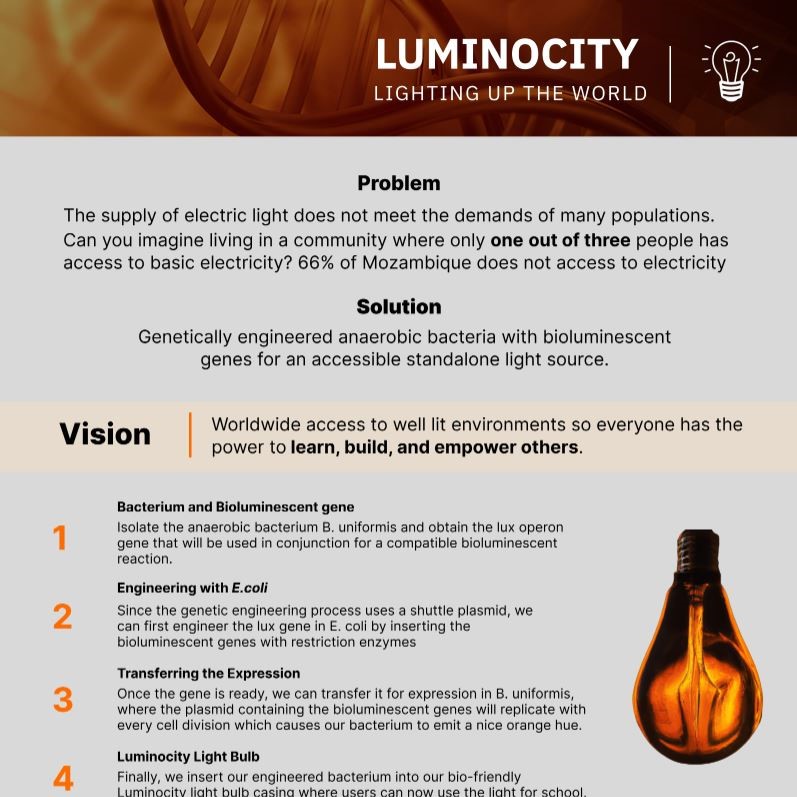 LUMINOCITY
LIGHTING UP THE WORLD
Problem
The supply of electric light does not meet the demands of many populations.
Can you imagine living in a community where only one out of three people has
access to basic electricity? 66% of Mozambique does not access to electricity
Solution
Genetically engineered anaerobic bacteria with bioluminescent
genes for an accessible standalone light source.
Vision
Worldwide access to well lit environments so everyone has the
power to learn, build, and empower others.
1
Bacterium and Bioluminescent gene
Isolate the anaerobic bacterium B. uniformis and obtain the lux operon
gene that will be used in conjunction for a compatible bioluminescent
reaction.
2
Engineering with E.coli
Since the genetic engineering process uses a shuttle plasmid, we
can first engineer the lux gene in E. coli by inserting the
bioluminescent genes with restriction enzymes
3
Transferring the Expression
Once the gene is ready, we can transfer it for expression in B. uniformis,
where the plasmid containing the bioluminescent genes will replicate with
every cell division which causes our bacterium to emit a nice orange hue.
4
Luminocity Light Bulb
Finally, we insert our engineered bacterium into our bio-friendly
Luminocity light bulb casing where users can now use the light for school,